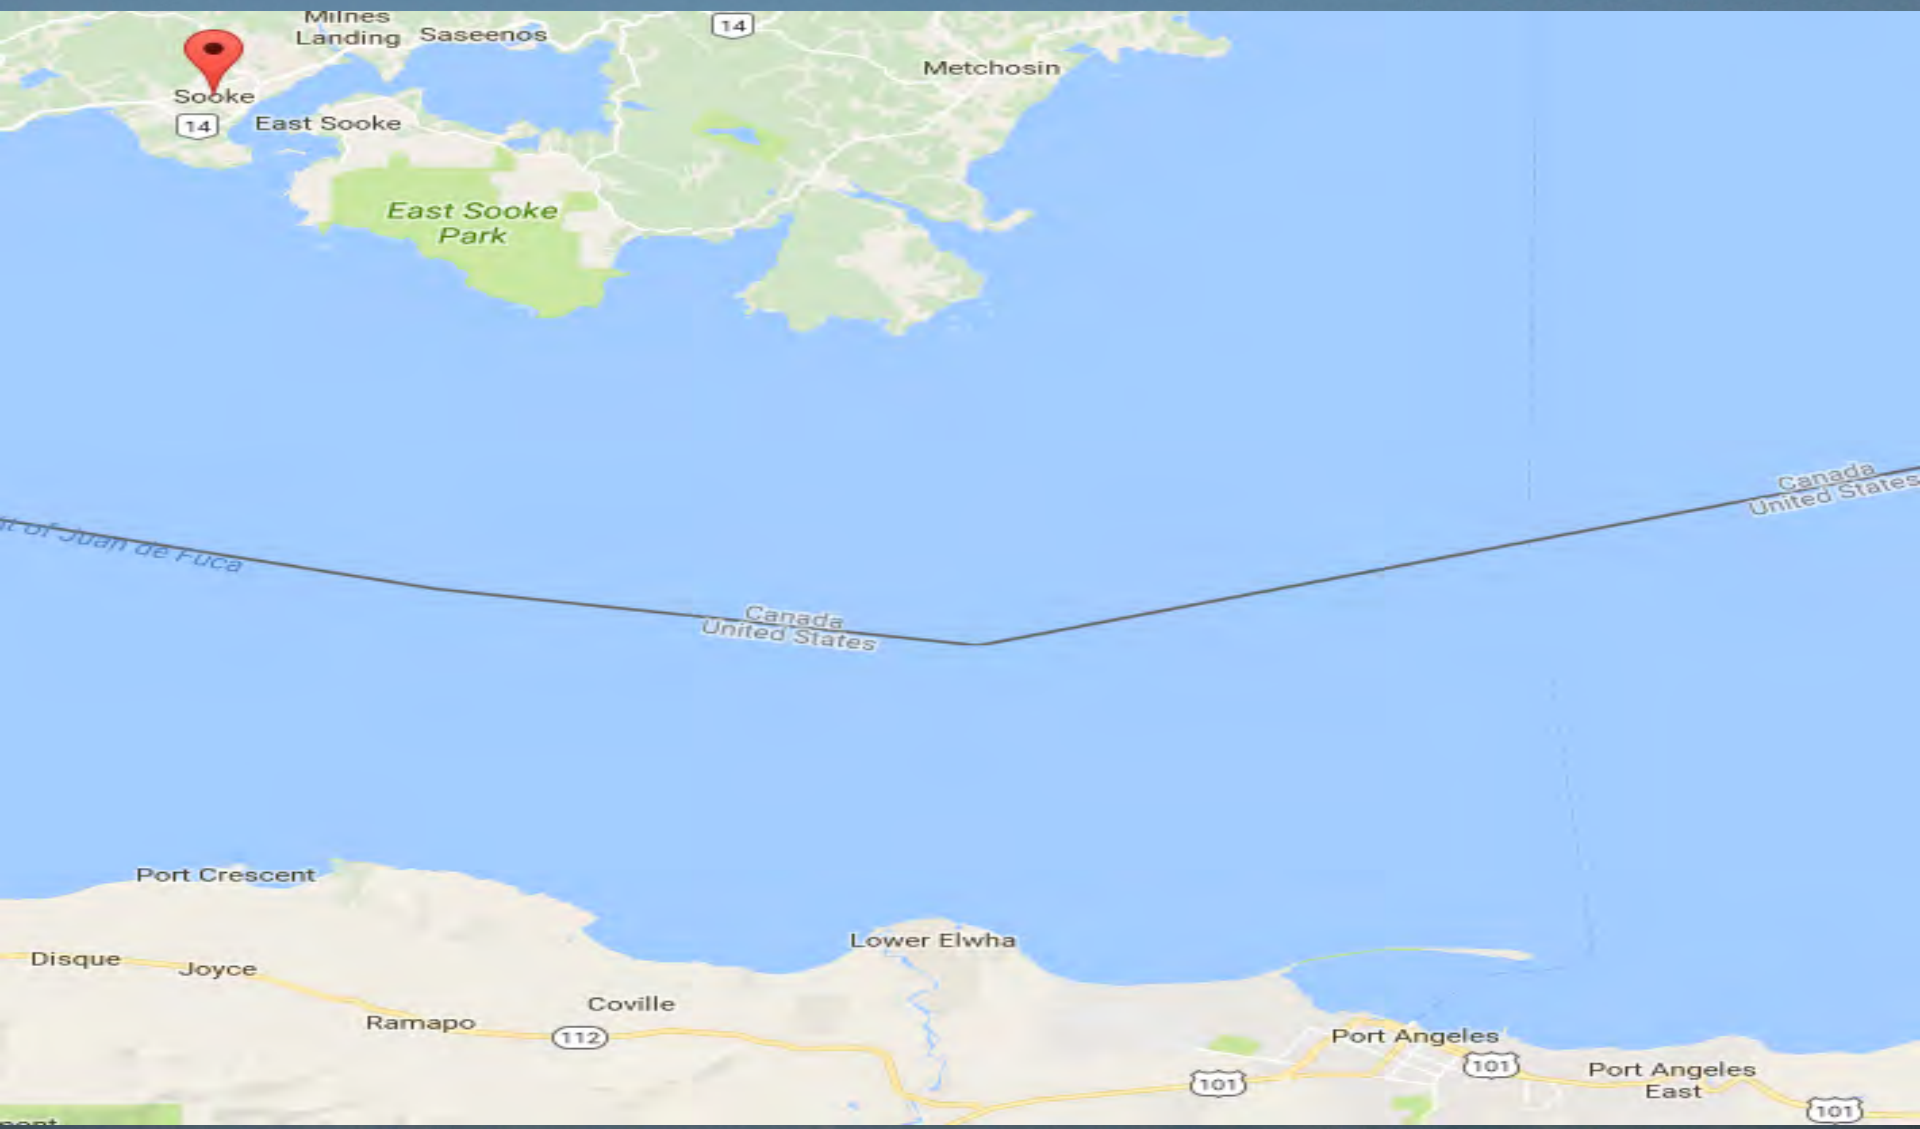 Milnes
Landing
Saseenos
14
Metchosin
Sooke
14
East Sooke
East Sooke
Park
Canada
United States
of Juan de Fuca
Canada
United States
Port Crescent
Lower Elwha
Disque
Joyce
Coville
Ramapo
112
Port Angeles
101
101
Port Angeles
East
101